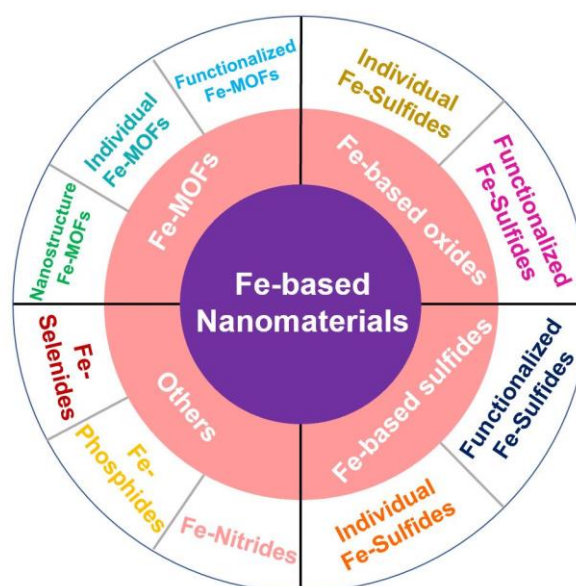 Fe-based
Nanomaterials
Fe-MOFs
Fe-based oxides
Fe-based sulfides
Others
Nanostructure
Fe-MOFs
Individual
Fe-MOFs
Functionalized
Fe-MOFs
Individual
Fe-Sulfides
Functionalized
Fe-Sulfides
Functionalized
Fe-Sulfides
Individual
Fe-Sulfides
Fe-Nitrides
Fe-
Phosphides
Fe-
Selenides